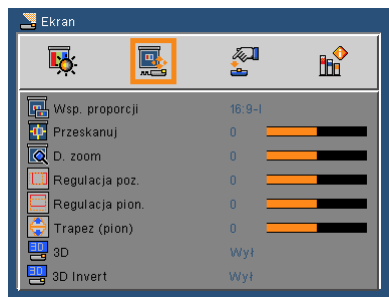 Ekran
Wsp. proporcji 16:9-I
Przeskanuj 0
D. zoom 0
Regulacja poz. 0
Regulacja pion. 0
Trapez (pion) 0
3D Wył
3D Invert Wył